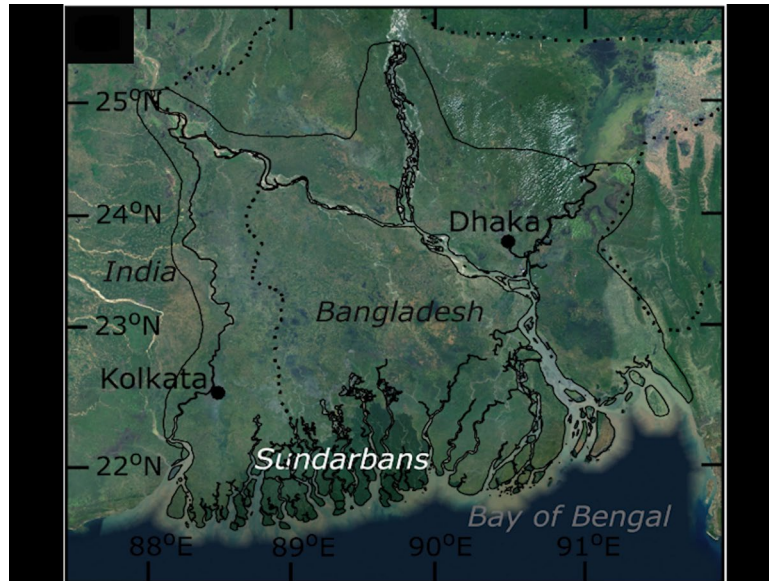 25°N
24°N
Dhaka
India
Bangladesh
23°N
Kolkata
22°N
Sundarbans
Bay of Bengal
88°E 89°E 90°E 91°E